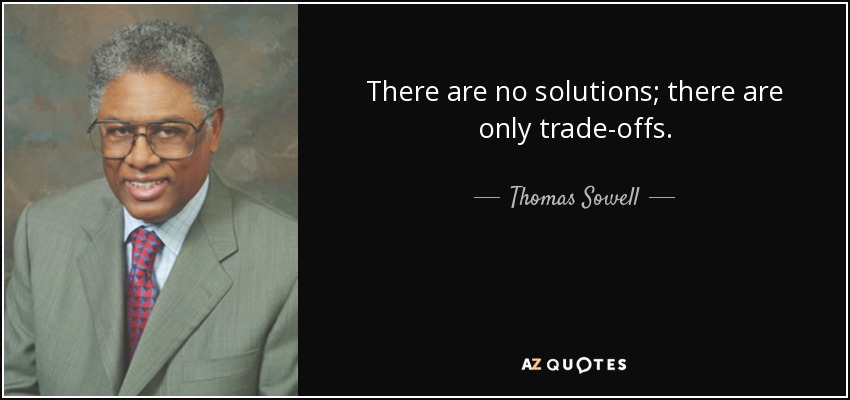 There are no solutions; there are
only trade-offs.
Thomas Sowell
AZ QUOTES